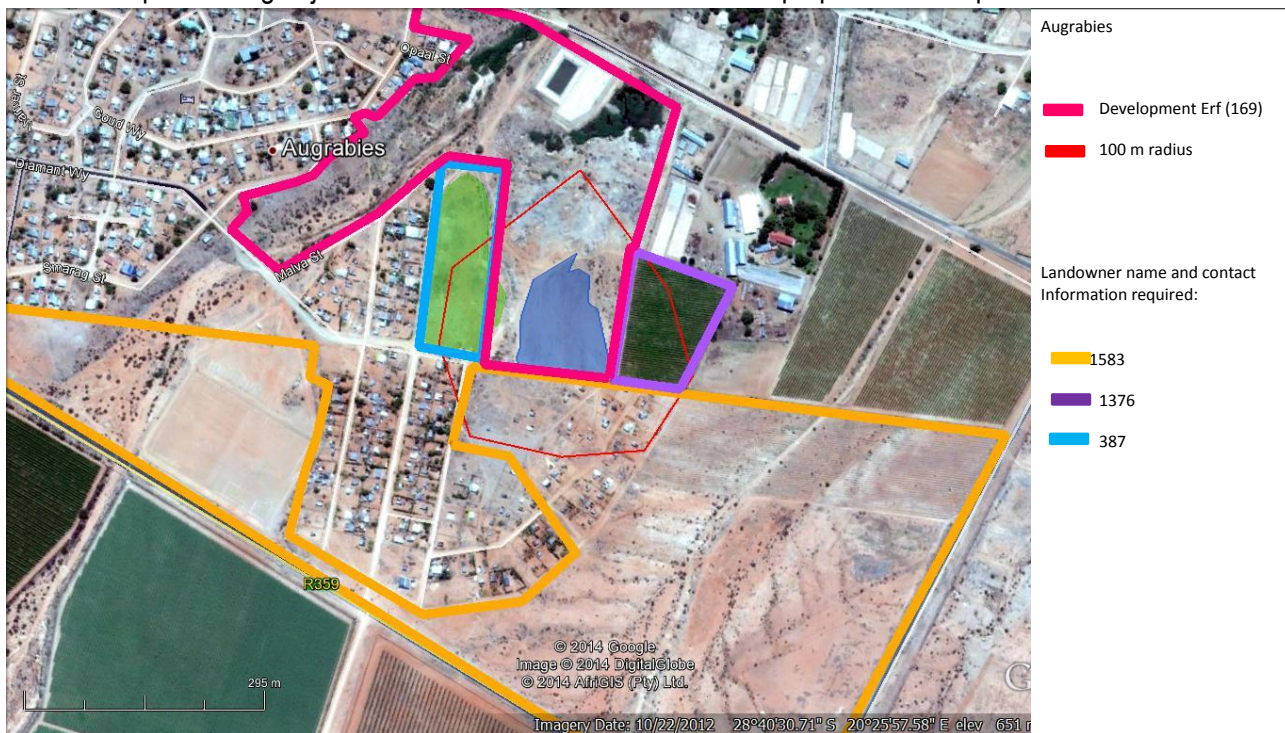 Augrabies
Development Erf (169)
100 m radius
Landowner name and contact
Information required:
1583
1376
387
Opaal St
Goud Wy
Augrabies
Diamant Wy
Smarag St
Malva St
R359
© 2014 Google
Image © 2014 DigitalGlobe
© 2014 AfriGIS (Pty) Ltd.
295 m
Imagery Date: 10/22/2012 28°40'30.71" S 20°25'57.58" E elev 651